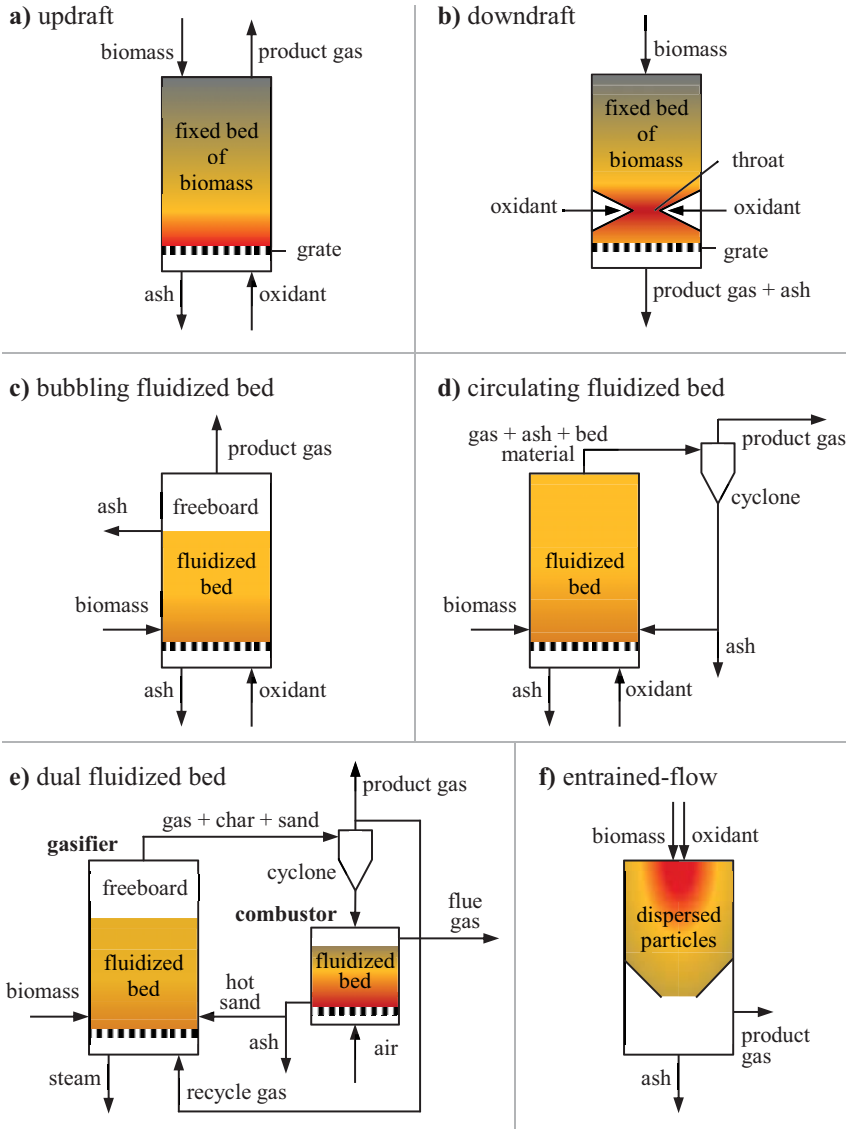 a) updraft
biomass
product gas
fixed bed
of
biomass
grate
ash
oxidant
b) downdraft
biomass
fixed bed
of
biomass
throat
oxidant
oxidant
grate
product gas + ash
c) bubbling fluidized bed
product gas
freeboard
ash
fluidized
bed
biomass
ash
oxidant
d) circulating fluidized bed
gas + ash + bed
material
product gas
cyclone
fluidized
bed
biomass
ash
ash
oxidant
e) dual fluidized bed
product gas
gas + char + sand
gasifier
freeboard
cyclone
combustor
flue
gas
fluidized
bed
fluidized
bed
biomass
hot
sand
ash
air
steam
recycle gas
f) entrained-flow
biomass
oxidant
dispersed
particles
product
gas
ash